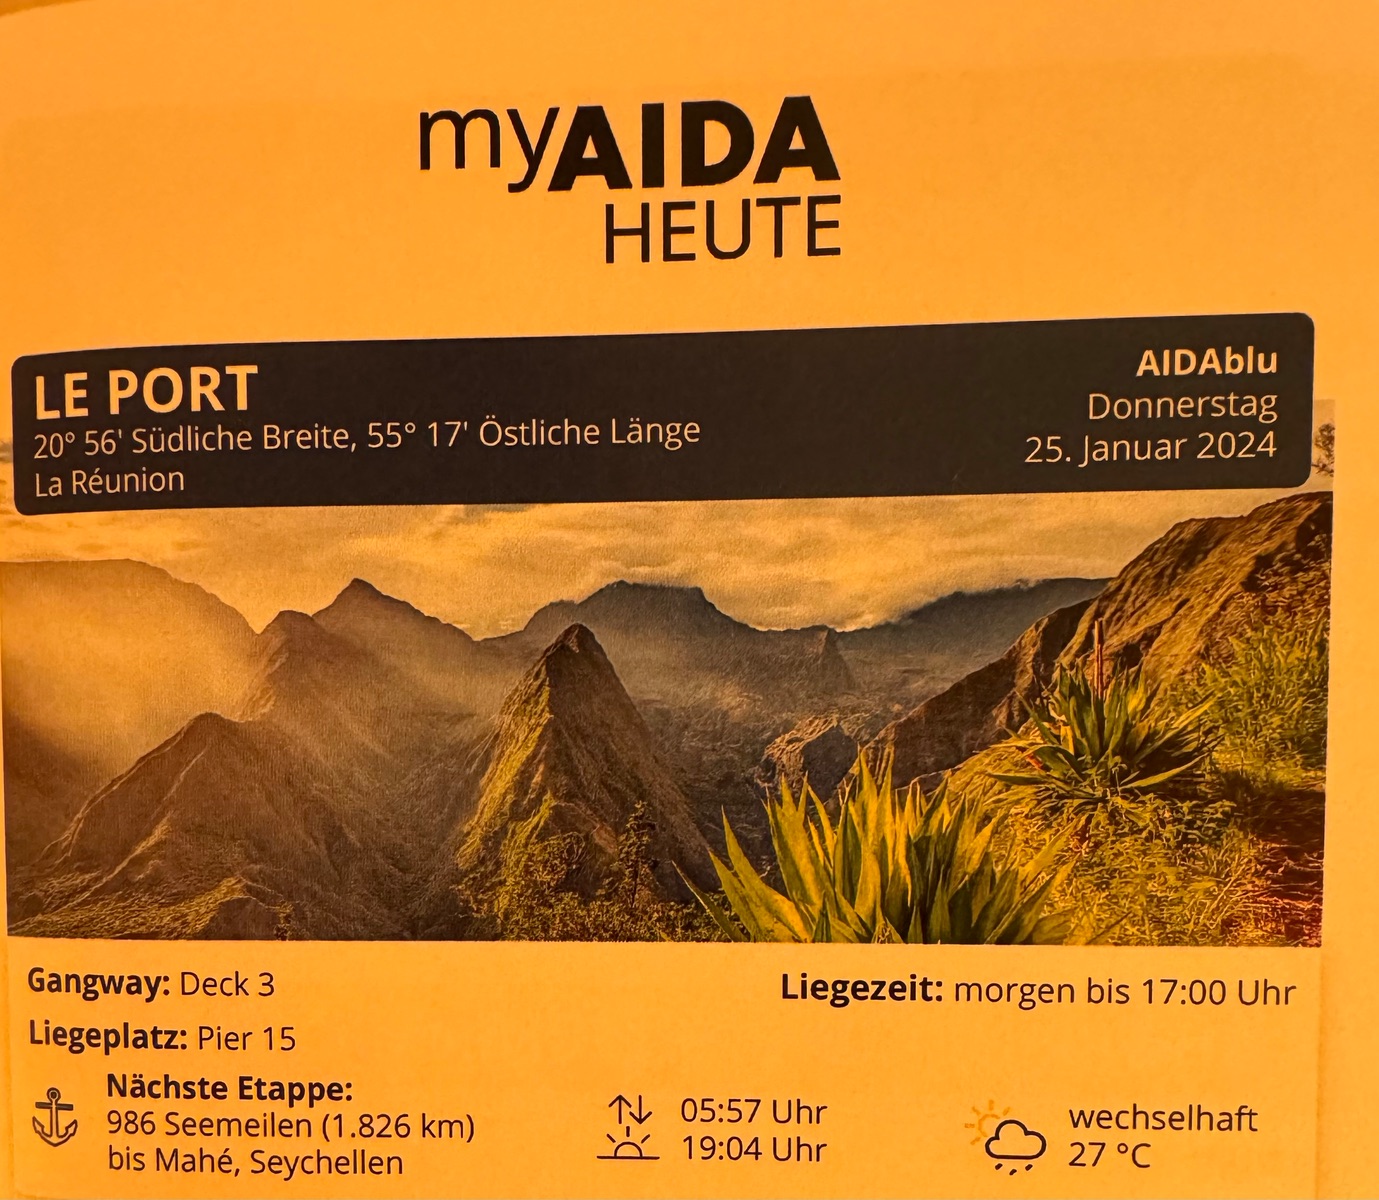 myAIDA
HEUTE
LE PORT
20° 56' Südliche Breite, 55° 17' Östliche Länge
La Réunion
AIDAblu
Donnerstag
25. Januar 2024
Gangway: Deck 3
Liegezeit: morgen bis 17:00 Uhr
Liegeplatz: Pier 15
Nächste Etappe:
986 Seemeilen (1.826 km)
bis Mahé, Seychellen
05:57 Uhr
19:04 Uhr
wechselhaft
27 °C